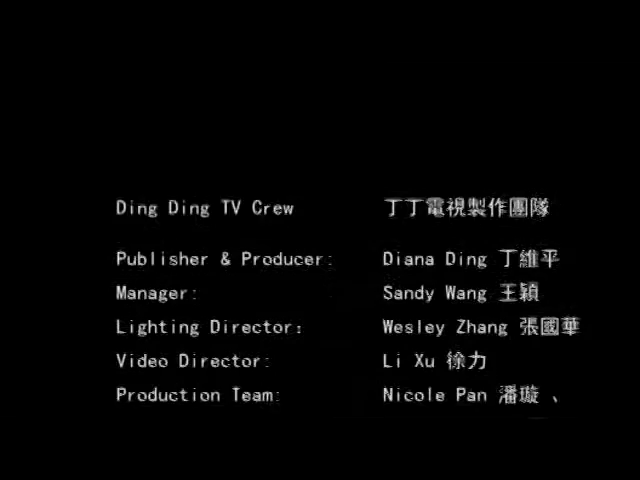 Ding Ding TV Crew 丁丁電視製作團隊
Publisher & Producer: Diana Ding 丁維平
Manager: Sandy Wang 王穎
Lighting Director: Wesley Zhang 張國華
Video Director: Li Xu 徐力
Production Team: Nicole Pan 潘璇 、